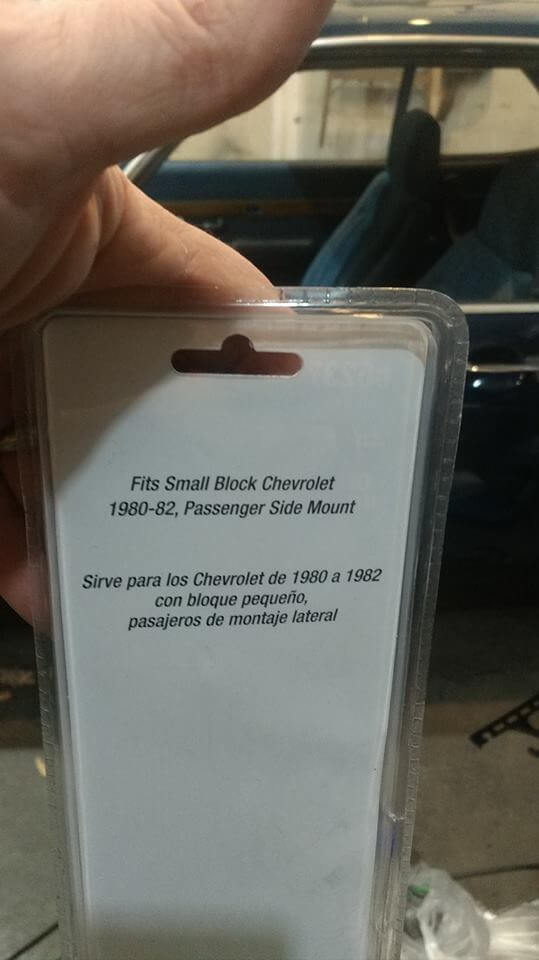 Fits Small Block Chevrolet
1980-82, Passenger Side Mount
Sirve para los Chevrolet de 1980 a 1982
con bloque pequeño,
pasajeros de montaje lateral